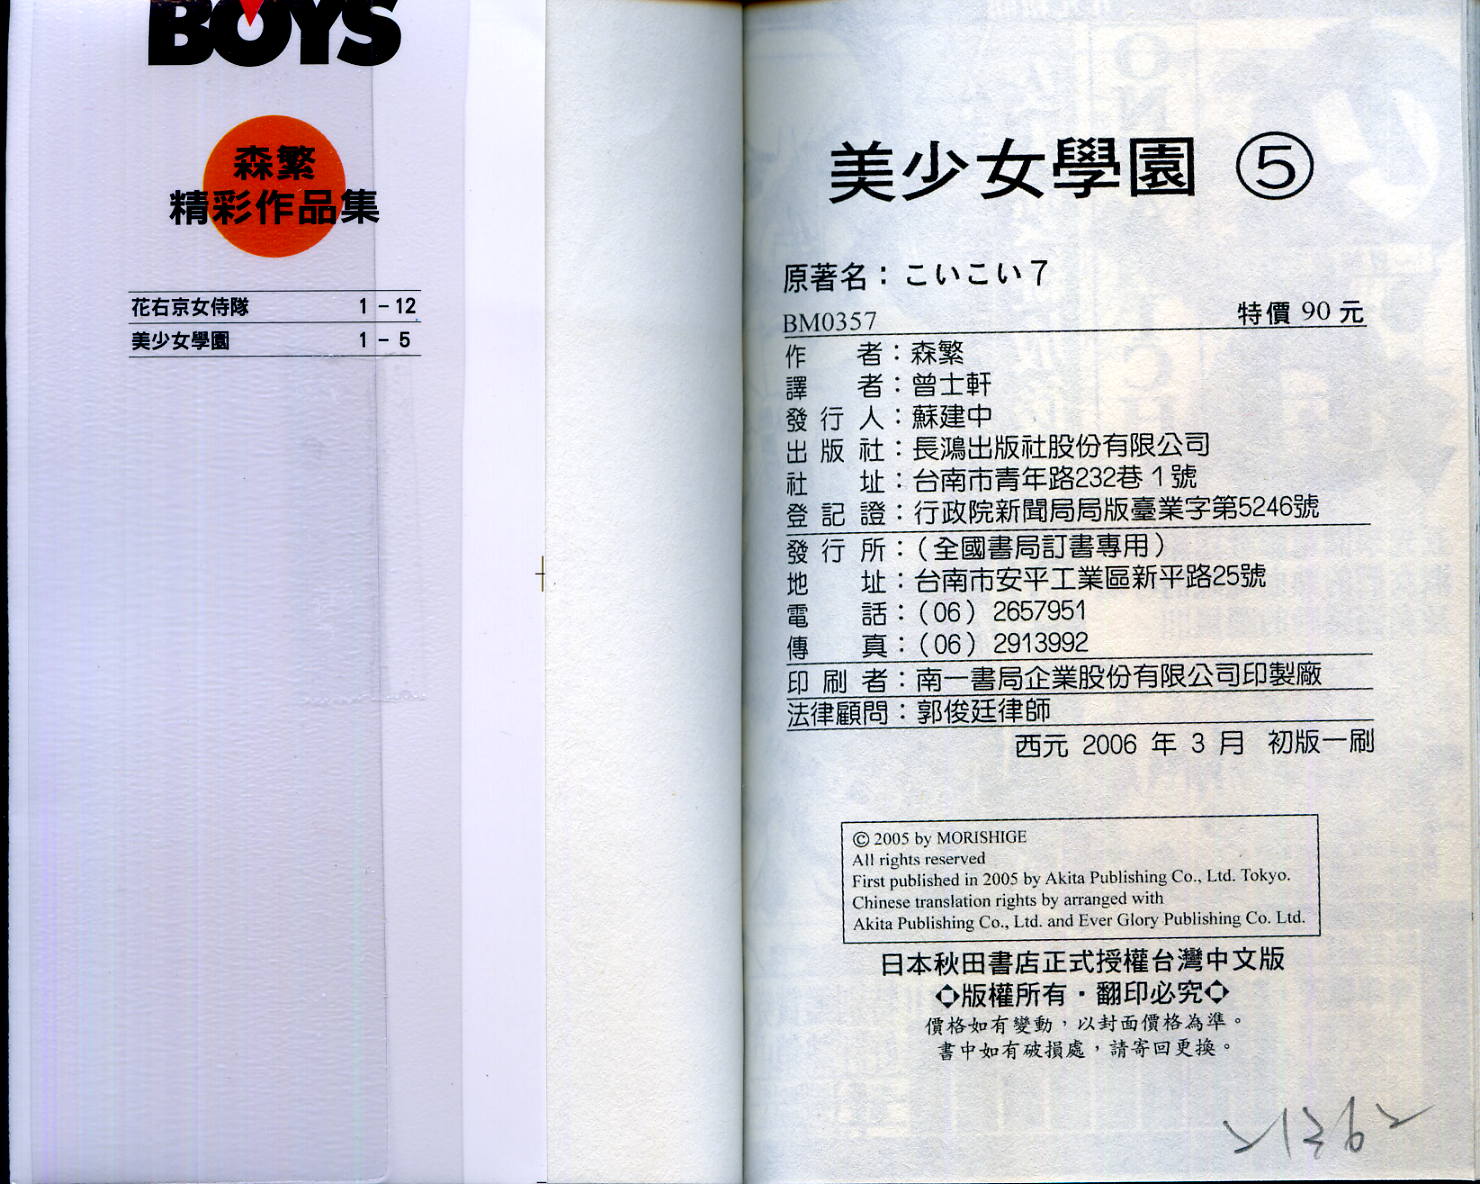 BOYS
森繁
精彩作品集
花右京女侍隊 1 - 12
美少女學園 1 - 5
美少女學園 ⑤
原著名：こいこい7
BM0357 特價 90 元
作者：森繁
譯者：曾士軒
發行人：蘇建中
出版社：長鴻出版社股份有限公司
社址：台南市青年路232巷1號
登記證：行政院新聞局局版臺業字第5246號
發行所：（全國書局訂書專用）
地址：台南市安平工業區新平路25號
電話：（06）2657951
傳真：（06）2913992
印刷者：南一書局企業股份有限公司印製廠
法律顧問：郭俊廷律師
西元 2006 年 3 月 初版一刷
© 2005 by MORISHIGE
All rights reserved
First published in 2005 by Akita Publishing Co., Ltd. Tokyo.
Chinese translation rights by arranged with
Akita Publishing Co., Ltd. and Ever Glory Publishing Co. Ltd.
日本秋田書店正式授權台灣中文版
◇版權所有・翻印必究◇
價格如有變動，以封面價格為準。
書中如有破損處，請寄回更換。